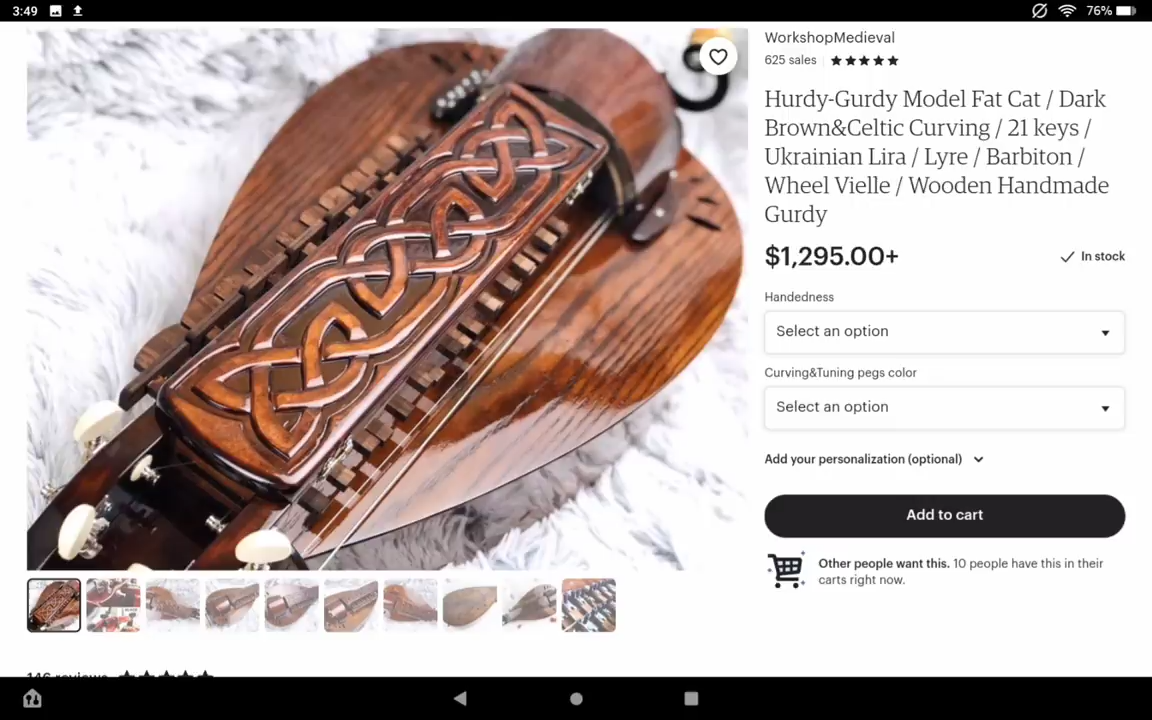 3:49
76%
WorkshopMedieval
625 sales
Hurdy-Gurdy Model Fat Cat / Dark
Brown&Celtic Curving / 21 keys /
Ukrainian Lira / Lyre / Barbiton /
Wheel Vielle / Wooden Handmade
Gurdy
$1,295.00+
In stock
Handedness
Select an option
Curving&Tuning pegs color
Select an option
Add your personalization (optional)
Add to cart
Other people want this. 10 people have this in their
carts right now.
146 reviews